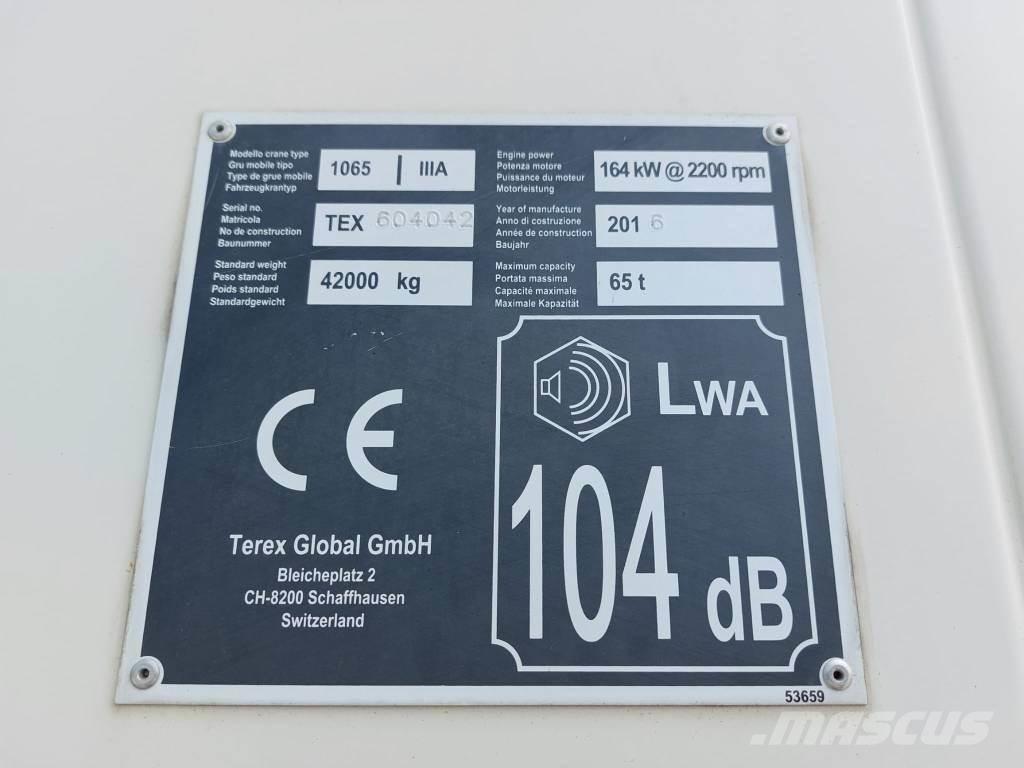 Modello crane type
Gru mobile tipo
Type de grue mobile
Fahrzeugkrantyp
1065 | IIIA
Engine power
Potenza motore
Puissance du moteur
Motorleistung
164 kW @ 2200 rpm
Serial no.
Matricola
No de construction
Baunummer
TEX 604042
Year of manufacture
Anno di costruzione
Année de construction
Baujahr
2016
Standard weight
Peso standard
Poids standard
Standardgewicht
42000 kg
Maximum capacity
Portata massima
Capacité maximale
Maximale Kapazität
65 t
CE
LWA
104 dB
Terex Global GmbH
Bleicheplatz 2
CH-8200 Schaffhausen
Switzerland
53659
MASCUS